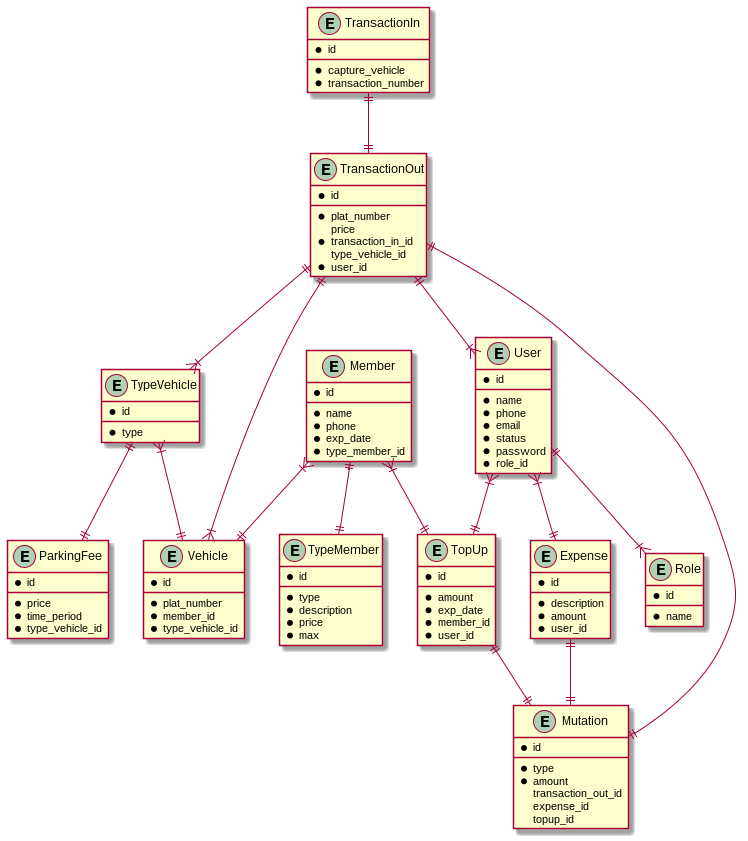 E TransactionIn
id
capture_vehicle
transaction_number
E TransactionOut
id
plat_number
price
transaction_in_id
type_vehicle_id
user_id
E User
id
name
phone
email
status
password
role_id
E Member
id
name
phone
exp_date
type_member_id
E TypeVehicle
id
type
E ParkingFee
id
price
time_period
type_vehicle_id
E Vehicle
id
plat_number
member_id
type_vehicle_id
E TypeMember
id
type
description
price
max
E TopUp
id
amount
exp_date
member_id
user_id
E Expense
id
description
amount
user_id
E Role
id
name
E Mutation
id
type
amount
transaction_out_id
expense_id
topup_id